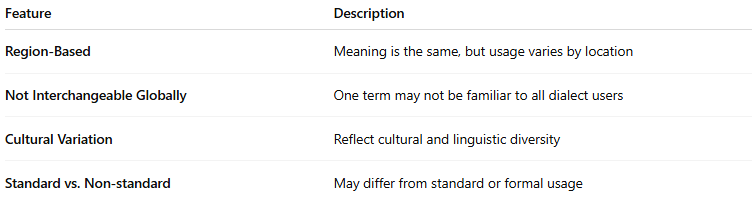 Feature Description
Region-Based Meaning is the same, but usage varies by location
Not Interchangeable Globally One term may not be familiar to all dialect users
Cultural Variation Reflect cultural and linguistic diversity
Standard vs. Non-standard May differ from standard or formal usage